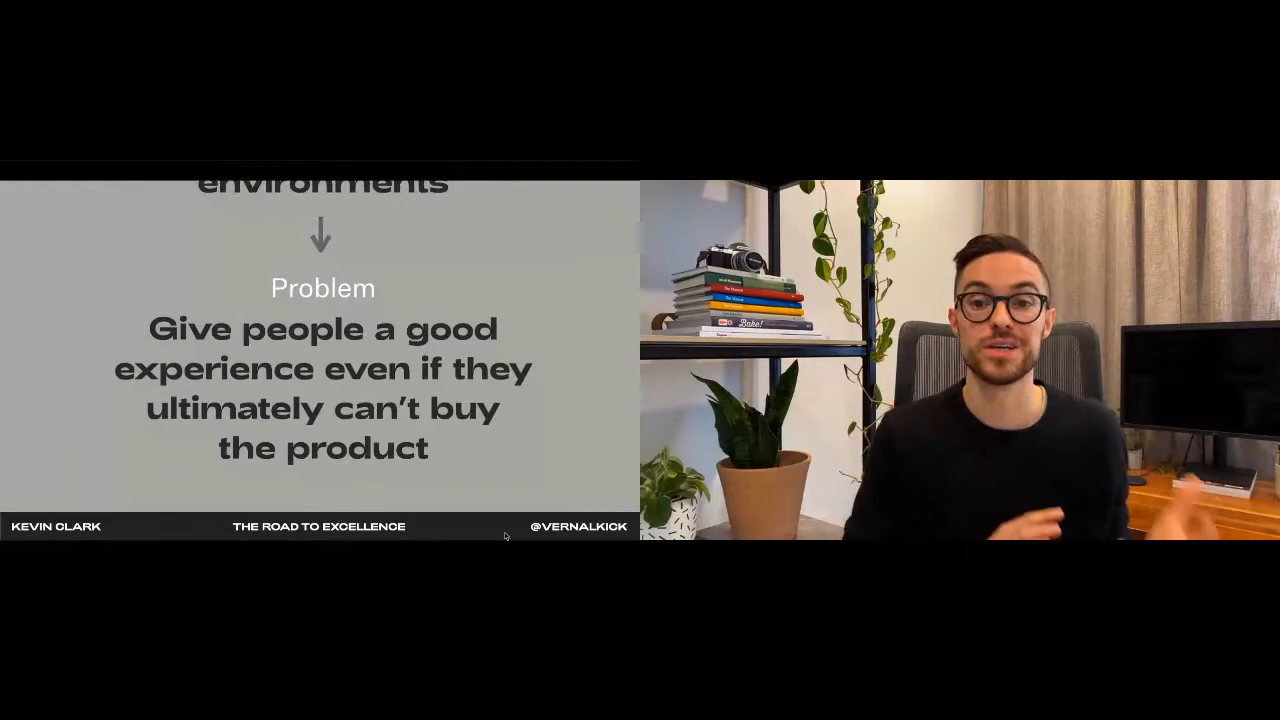 environments
Problem
Give people a good
experience even if they
ultimately can’t buy
the product
KEVIN CLARK
THE ROAD TO EXCELLENCE
@VERNALKICK
Bake!